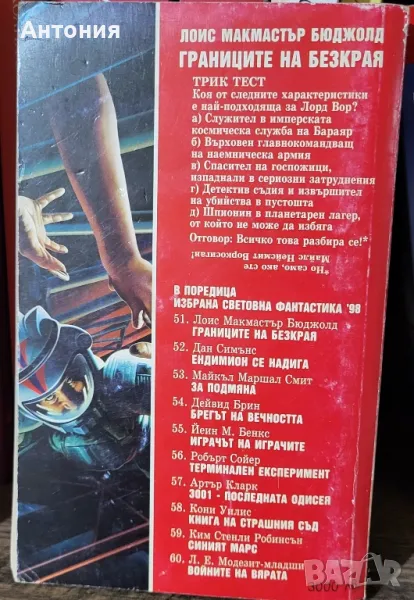 Антония
ЛОИС МАКМАСТЪР БЮДЖОЛД
ГРАНИЦИТЕ НА БЕЗКРАЯ
ТРИК ТЕСТ
Коя от следните характеристики
е най-подходяща за Лорд Вор?
а) Служител в имперската
космическа служба на Бараяр
б) Върховен главнокомандващ
на наемническа армия
в) Спасител на госпожици,
изпаднали в сериозни затруднения
г) Детектив съдия и извършител
на убийства в пустошта
д) Шпионин в планетарен лагер,
от който не може да избяга
Отговор: Всичко това разбира се!*
*Но само, ако сте
Майлс Нейсмит Воркосиган!
В ПОРЕДИЦА
ИЗБРАНА СВЕТОВНА ФАНТАСТИКА '98
51. Лоис Макмастър Бюджолд
ГРАНИЦИТЕ НА БЕЗКРАЯ
52. Дан Симънс
ЕНДИМИОН СЕ НАДИГА
53. Майкъл Маршал Смит
ЗА ПОДМЯНА
54. Дейвид Брин
БРЕГЪТ НА ВЕЧНОСТТА
55. Йеин М. Бенкс
ИГРАЧЪТ НА ИГРАЧИТЕ
56. Робърт Сойер
ТЕРМИНАЛЕН ЕКСПЕРИМЕНТ
57. Артър Кларк
3001 - ПОСЛЕДНАТА ОДИСЕЯ
58. Кони Уилис
КНИГА НА СТРАШНИЯ СЪД
59. Ким Стенли Робинсън
СИНИЯТ МАРС
60. Л. Е. Модезит-младши
ВОЙНИТЕ НА ВЯРАТА
bazar